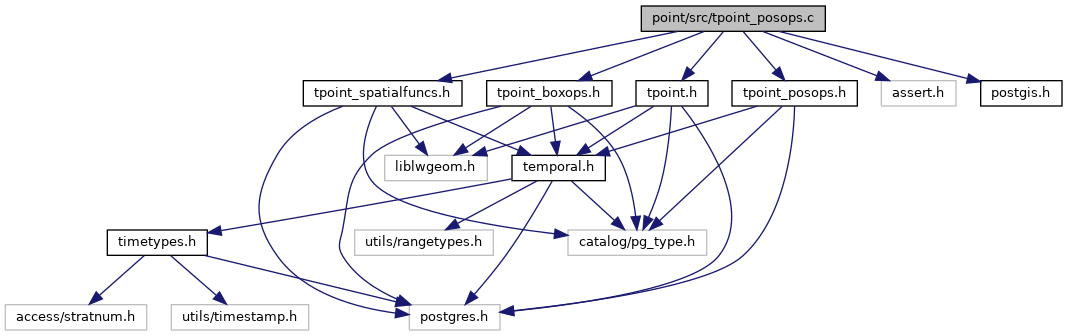 point/src/tpoint_posops.c
tpoint_spatialfuncs.h
tpoint_boxops.h
tpoint.h
tpoint_posops.h
assert.h
postgis.h
liblwgeom.h
temporal.h
timetypes.h
utils/rangetypes.h
catalog/pg_type.h
access/stratnum.h
utils/timestamp.h
postgres.h